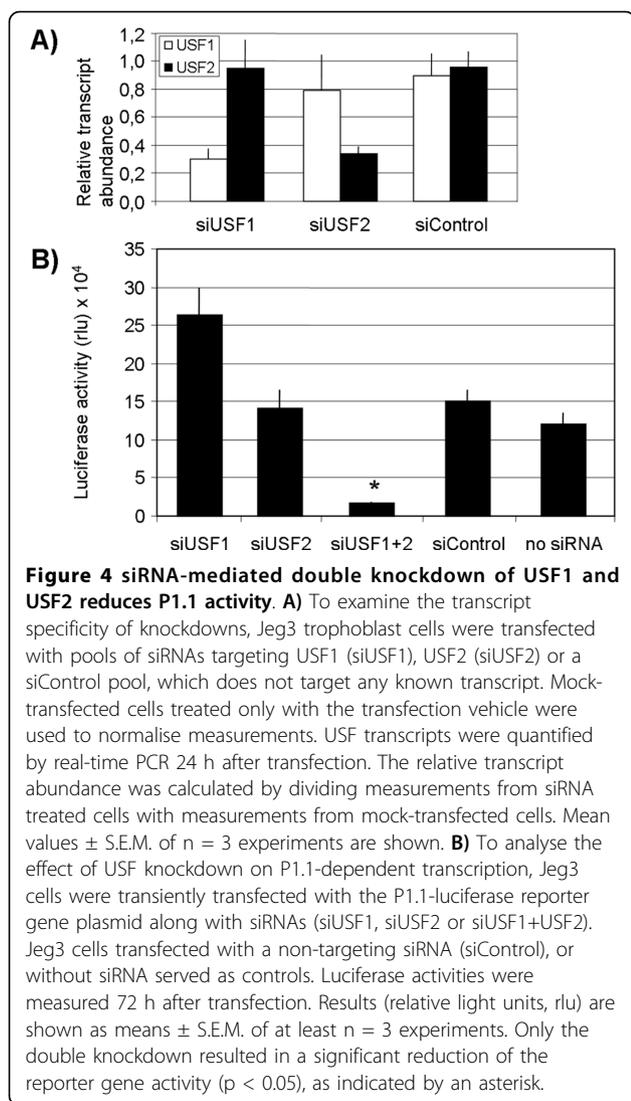 A)
1,2
1,0
0,8
0,6
0,4
0,2
0,0
Relative transcript
abundance
USF1
USF2
siUSF1 siUSF2 siControl
B)
35
30
25
20
15
10
5
0
Luciferase activity (rlu) x 10⁴
*
siUSF1 siUSF2 siUSF1+2 siControl no siRNA
Figure 4 siRNA-mediated double knockdown of USF1 and
USF2 reduces P1.1 activity. A) To examine the transcript
specificity of knockdowns, Jeg3 trophoblast cells were transfected
with pools of siRNAs targeting USF1 (siUSF1), USF2 (siUSF2) or a
siControl pool, which does not target any known transcript. Mock-
transfected cells treated only with the transfection vehicle were
used to normalise measurements. USF transcripts were quantified
by real-time PCR 24 h after transfection. The relative transcript
abundance was calculated by dividing measurements from siRNA
treated cells with measurements from mock-transfected cells. Mean
values ± S.E.M. of n = 3 experiments are shown. B) To analyse the
effect of USF knockdown on P1.1-dependent transcription, Jeg3
cells were transiently transfected with the P1.1-luciferase reporter
gene plasmid along with siRNAs (siUSF1, siUSF2 or siUSF1+USF2).
Jeg3 cells transfected with a non-targeting siRNA (siControl), or
without siRNA served as controls. Luciferase activities were
measured 72 h after transfection. Results (relative light units, rlu) are
shown as means ± S.E.M. of at least n = 3 experiments. Only the
double knockdown resulted in a significant reduction of the
reporter gene activity (p < 0.05), as indicated by an asterisk.